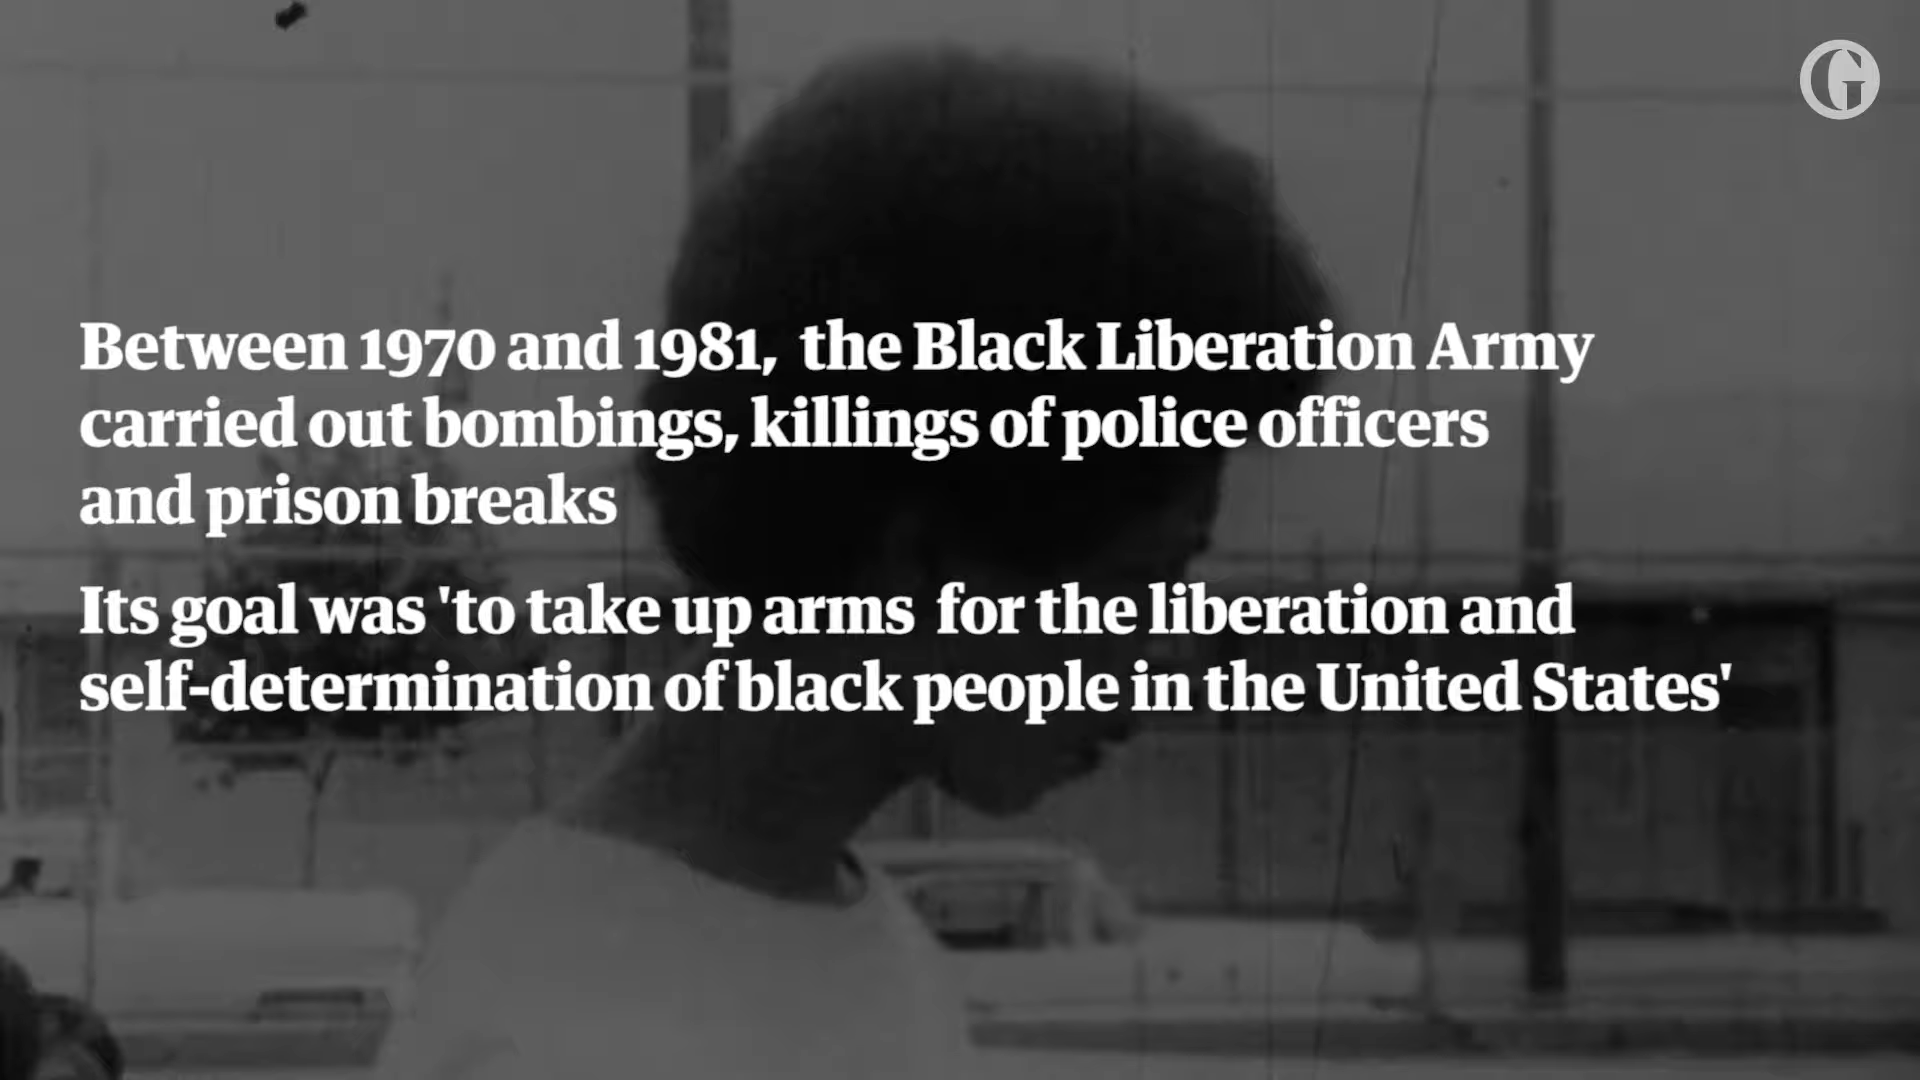 Between 1970 and 1981, the Black Liberation Army
carried out bombings, killings of police officers
and prison breaks
Its goal was 'to take up arms for the liberation and
self-determination of black people in the United States'